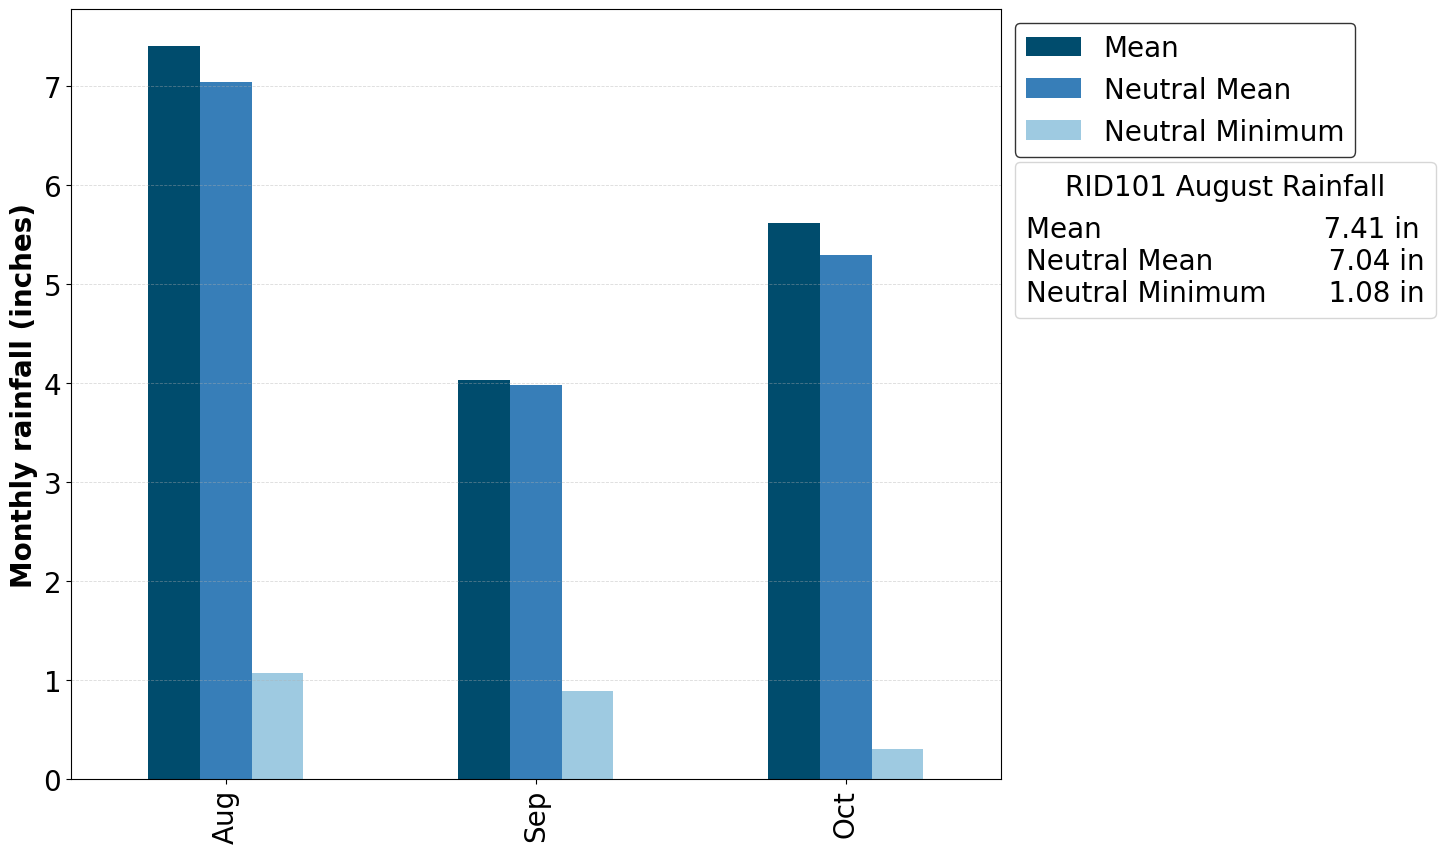 Monthly rainfall (inches)
7
6
5
4
3
2
1
0
Aug
Sep
Oct
Mean
Neutral Mean
Neutral Minimum
RID101 August Rainfall
Mean 7.41 in
Neutral Mean 7.04 in
Neutral Minimum 1.08 in